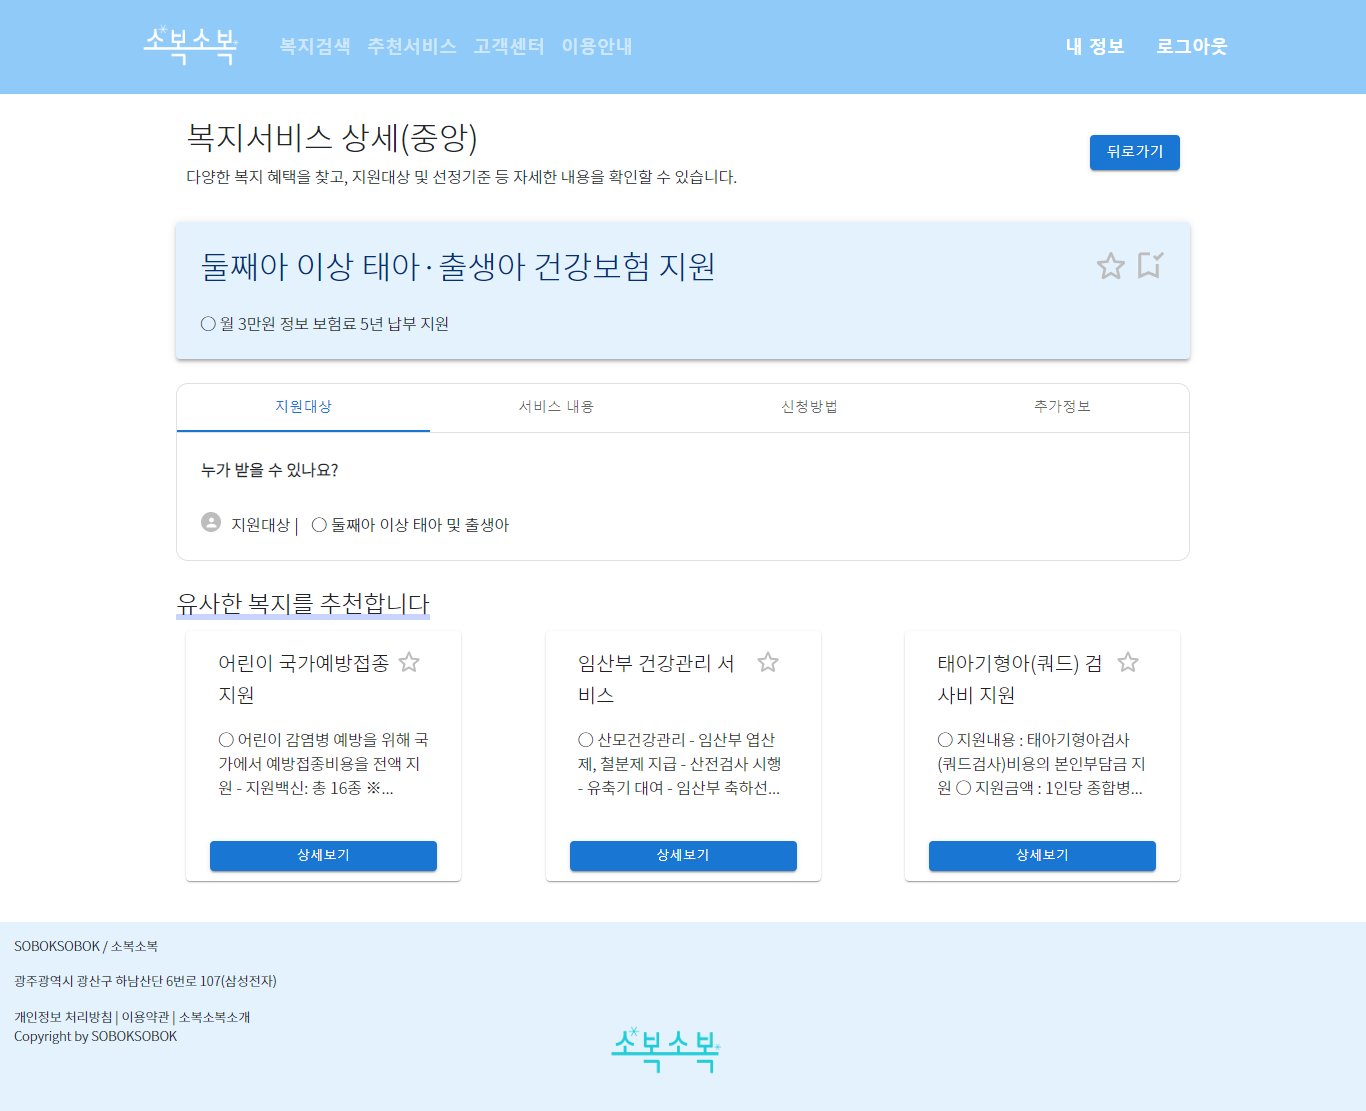 소복소복
복지검색 추천서비스 고객센터 이용안내
내 정보 로그아웃
복지서비스 상세(중앙)
다양한 복지 혜택을 찾고, 지원대상 및 선정기준 등 자세한 내용을 확인할 수 있습니다.
뒤로가기
둘째아 이상 태아·출생아 건강보험 지원
○ 월 3만원 정보 보험료 5년 납부 지원
지원대상 서비스 내용 신청방법 추가정보
누가 받을 수 있나요?
지원대상 | ○ 둘째아 이상 태아 및 출생아
유사한 복지를 추천합니다
어린이 국가예방접종
지원
○ 어린이 감염병 예방을 위해 국
가에서 예방접종비용을 전액 지
원 - 지원백신: 총 16종 ※...
상세보기
임산부 건강관리 서
비스
○ 산모건강관리 - 임산부 엽산
제, 철분제 지급 - 산전검사 시행
- 유축기 대여 - 임산부 축하선...
상세보기
태아기형아(쿼드) 검
사비 지원
○ 지원내용 : 태아기형아검사
(쿼드검사)비용의 본인부담금 지
원 ○ 지원금액 : 1인당 종합병...
상세보기
SOBOKSOBOK / 소복소복
광주광역시 광산구 하남산단 6번로 107(삼성전자)
개인정보 처리방침 | 이용약관 | 소복소복소개
Copyright by SOBOKSOBOK
소복소복